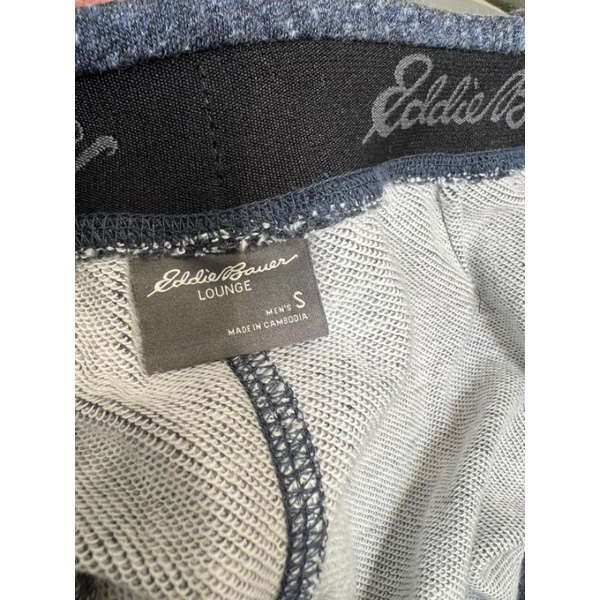 Eddie B
Eddie Bauer
LOUNGE
MEN'S S
MADE IN CAMBODIA